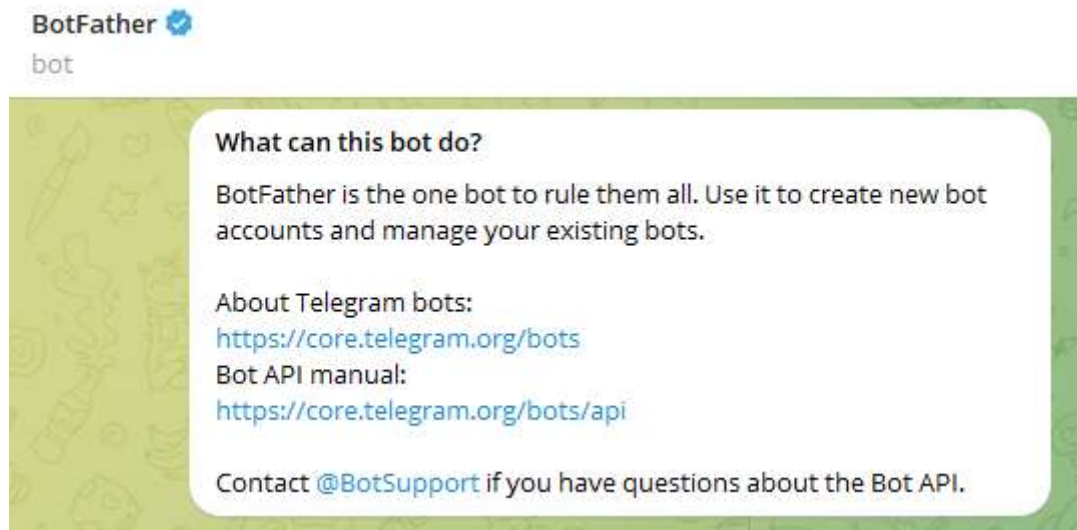 BotFather
bot
What can this bot do?
BotFather is the one bot to rule them all. Use it to create new bot
accounts and manage your existing bots.
About Telegram bots:
https://core.telegram.org/bots
Bot API manual:
https://core.telegram.org/bots/api
Contact @BotSupport if you have questions about the Bot API.